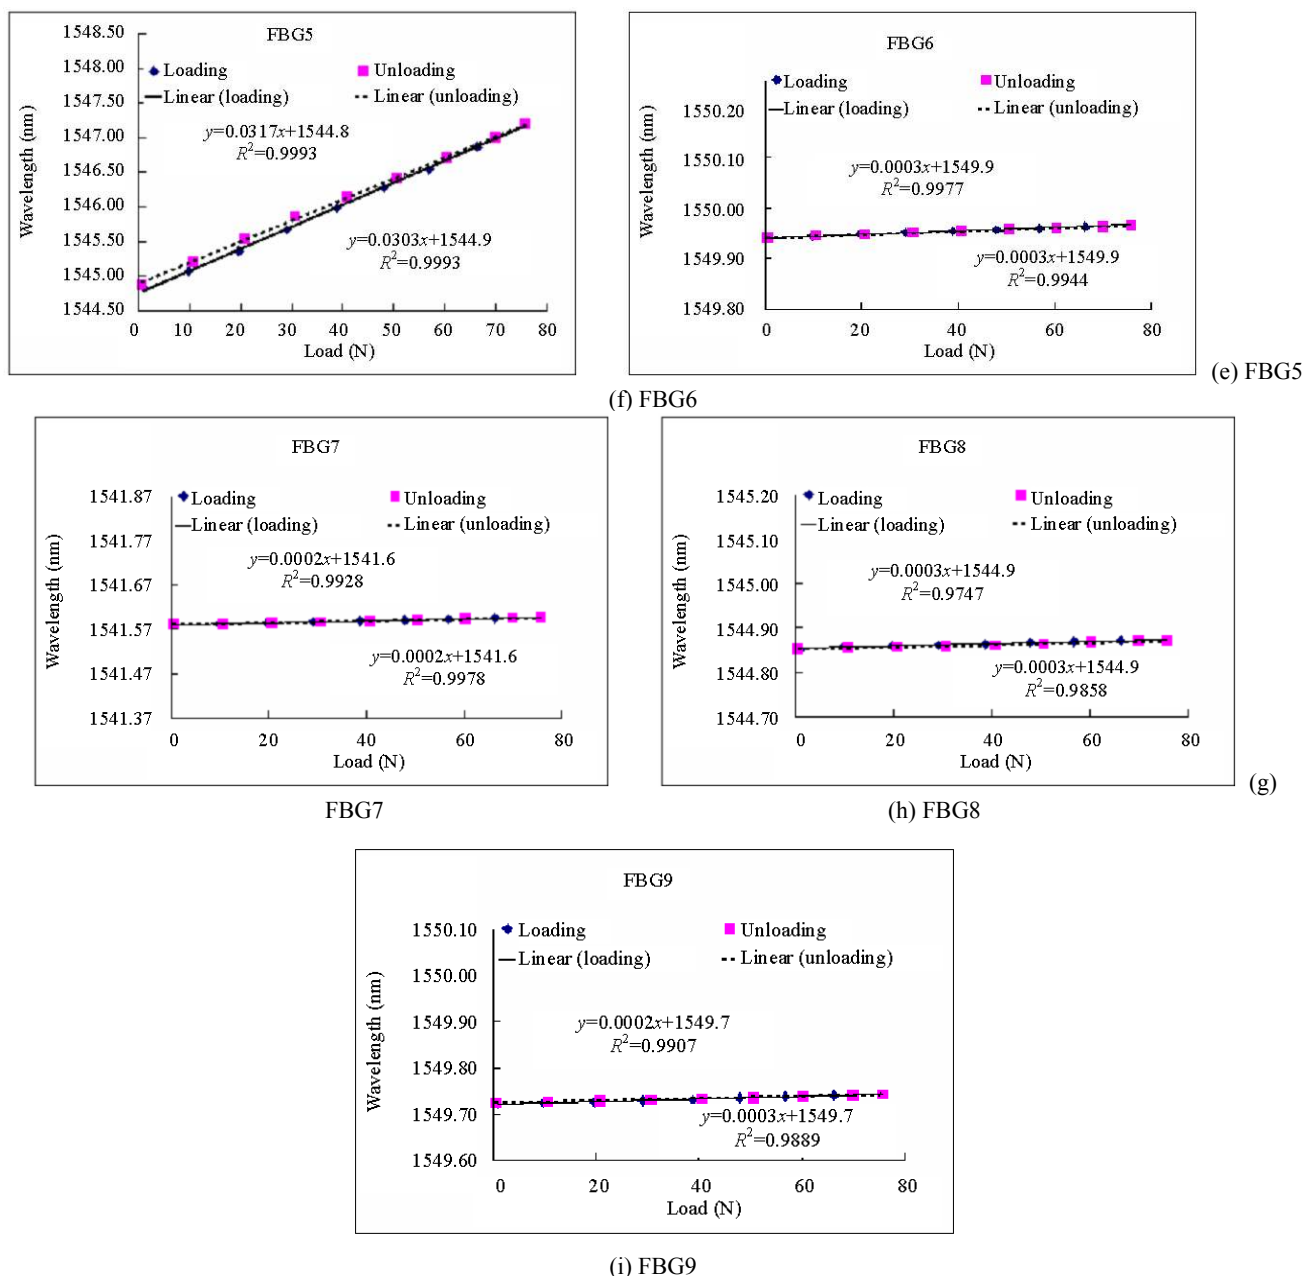 FBG5
Loading Unloading
Linear (loading) Linear (unloading)
y=0.0317x+1544.8
R²=0.9993
y=0.0303x+1544.9
R²=0.9993
1548.50
1548.00
1547.50
1547.00
1546.50
1546.00
1545.50
1545.00
1544.50
Wavelength (nm)
0 10 20 30 40 50 60 70 80
Load (N)
FBG6
Loading Unloading
Linear (loading) Linear (unloading)
y=0.0003x+1549.9
R²=0.9977
y=0.0003x+1549.9
R²=0.9944
1550.20
1550.10
1550.00
1549.90
1549.80
Wavelength (nm)
0 20 40 60 80
Load (N)
(e) FBG5
(f) FBG6
FBG7
Loading Unloading
Linear (loading) Linear (unloading)
y=0.0002x+1541.6
R²=0.9928
y=0.0002x+1541.6
R²=0.9978
1541.87
1541.77
1541.67
1541.57
1541.47
1541.37
Wavelength (nm)
0 20 40 60 80
Load (N)
FBG8
Loading Unloading
Linear (loading) Linear (unloading)
y=0.0003x+1544.9
R²=0.9747
y=0.0003x+1544.9
R²=0.9858
1545.20
1545.10
1545.00
1544.90
1544.80
1544.70
Wavelength (nm)
0 20 40 60 80
Load (N)
(g)
FBG7
(h) FBG8
FBG9
Loading Unloading
Linear (loading) Linear (unloading)
y=0.0002x+1549.7
R²=0.9907
y=0.0003x+1549.7
R²=0.9889
1550.10
1550.00
1549.90
1549.80
1549.70
1549.60
Wavelength (nm)
0 20 40 60 80
Load (N)
(i) FBG9